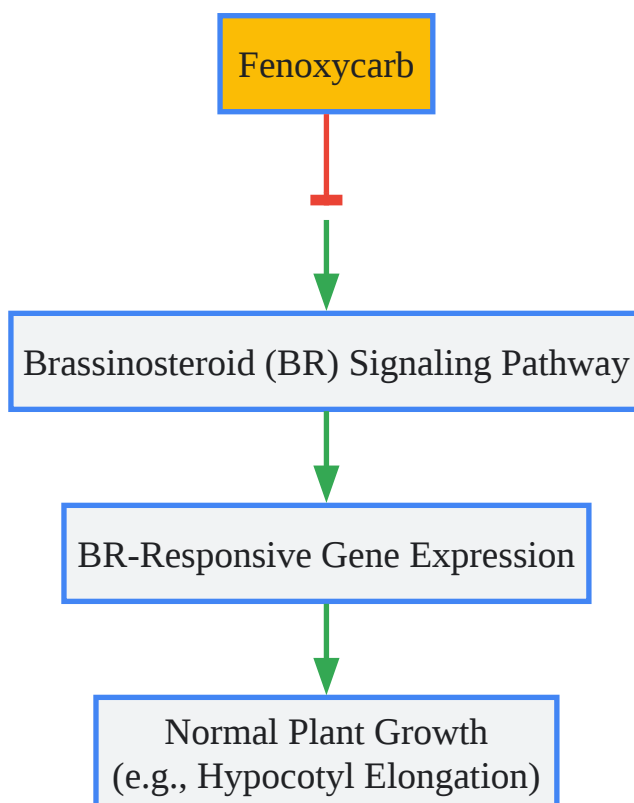 Fenoxycarb
Brassinosteroid (BR) Signaling Pathway
BR-Responsive Gene Expression
Normal Plant Growth
(e.g., Hypocotyl Elongation)